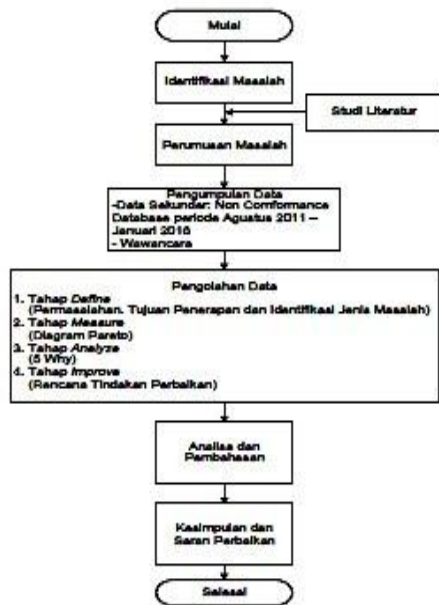 Mulai
Identifikasi Masalah
Studi Literatur
Perumusan Masalah
Pengumpulan Data
-Data Sekunder: Non Comformance
Database periode Agustus 2011 –
Januari 2016
- Wawancara
Pengolahan Data
1. Tahap Define
(Permasalahan. Tujuan Penerapan dan Identifikasi Jenis Masalah)
2. Tahap Measure
(Diagram Pareto)
3. Tahap Analyze
(5 Why)
4. Tahap Improve
(Rencana Tindakan Perbaikan)
Analisa dan
Pembahasan
Kesimpulan dan
Saran Perbaikan
Selesai